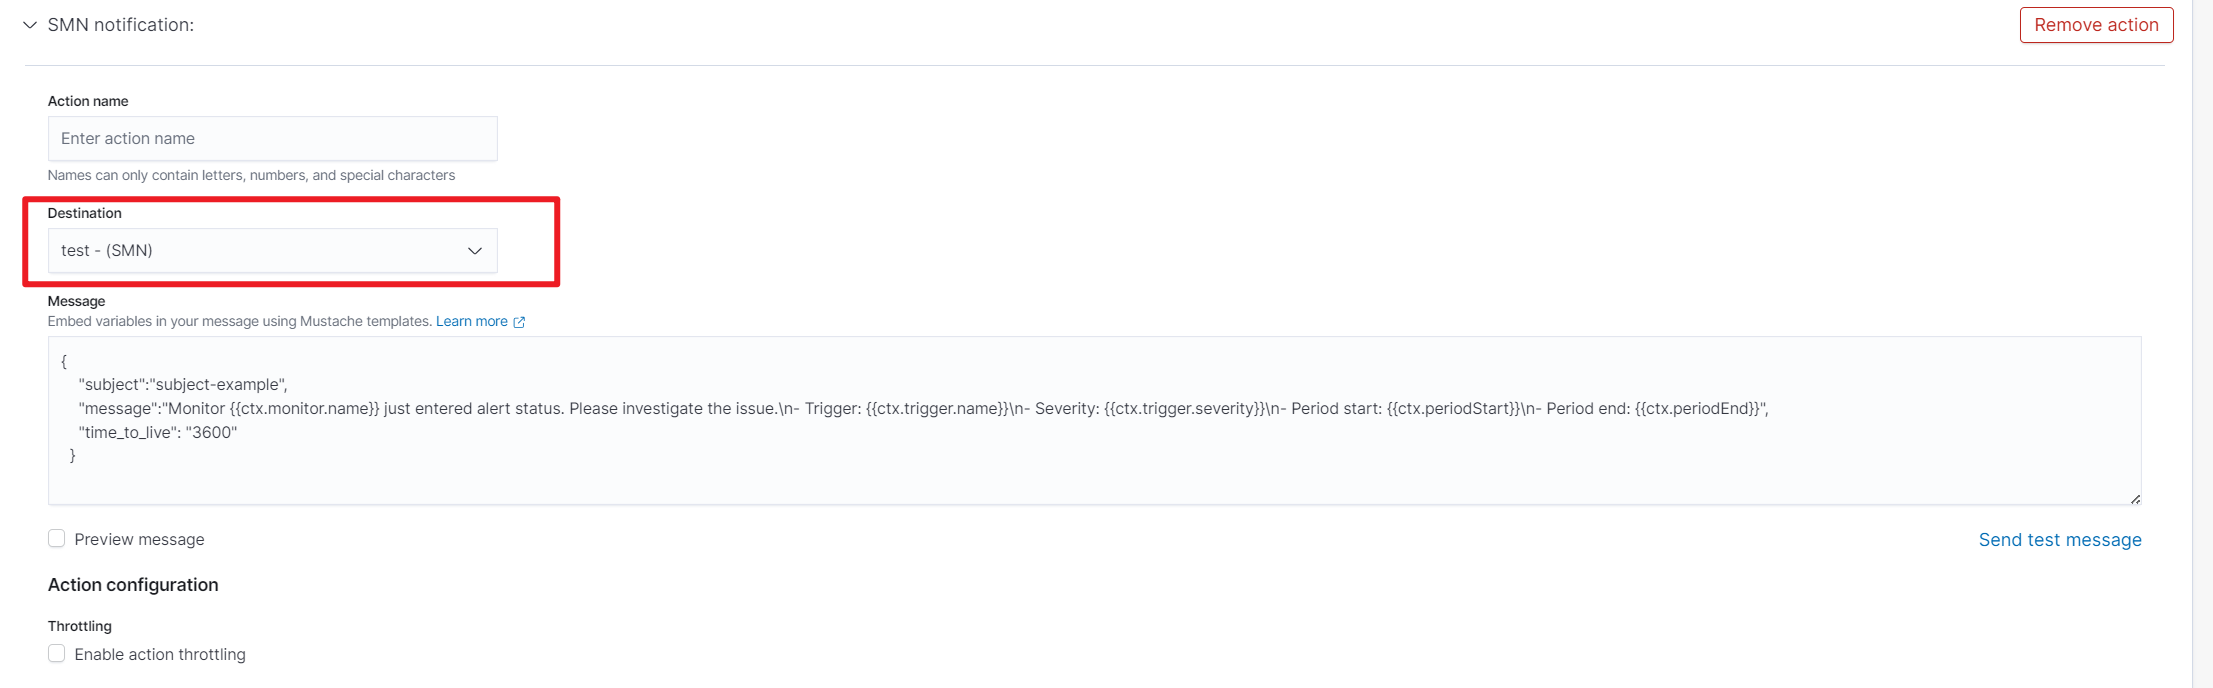 SMN notification:
Remove action
Action name
Enter action name
Names can only contain letters, numbers, and special characters
Destination
test - (SMN)
Message
Embed variables in your message using Mustache templates. Learn more
{
"subject":"subject-example",
"message":"Monitor {{ctx.monitor.name}} just entered alert status. Please investigate the issue.\n- Trigger: {{ctx.trigger.name}}\n- Severity: {{ctx.trigger.severity}}\n- Period start: {{ctx.periodStart}}\n- Period end: {{ctx.periodEnd}}",
"time_to_live": "3600"
}
Preview message
Send test message
Action configuration
Throttling
Enable action throttling